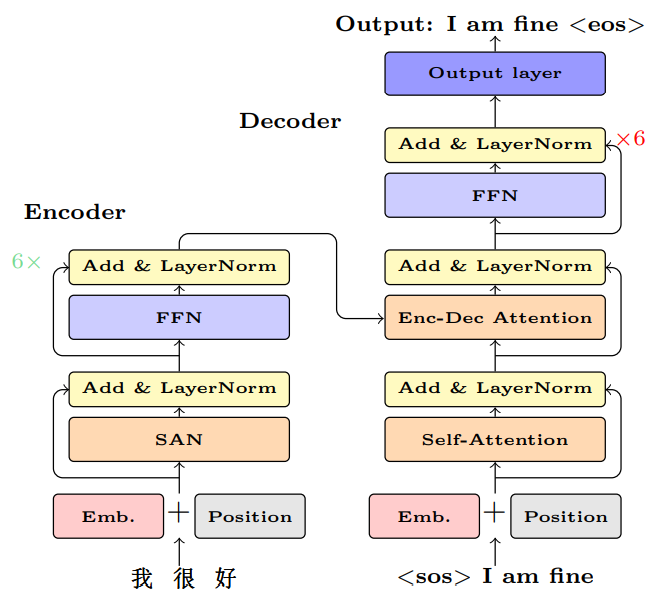 Output: I am fine <eos>
Output layer
Decoder
Add & LayerNorm
×6
FFN
Encoder
6×
Add & LayerNorm
FFN
Add & LayerNorm
SAN
Emb.
+
Position
我 很 好
Add & LayerNorm
Enc-Dec Attention
Add & LayerNorm
Self-Attention
Emb.
+
Position
<sos> I am fine